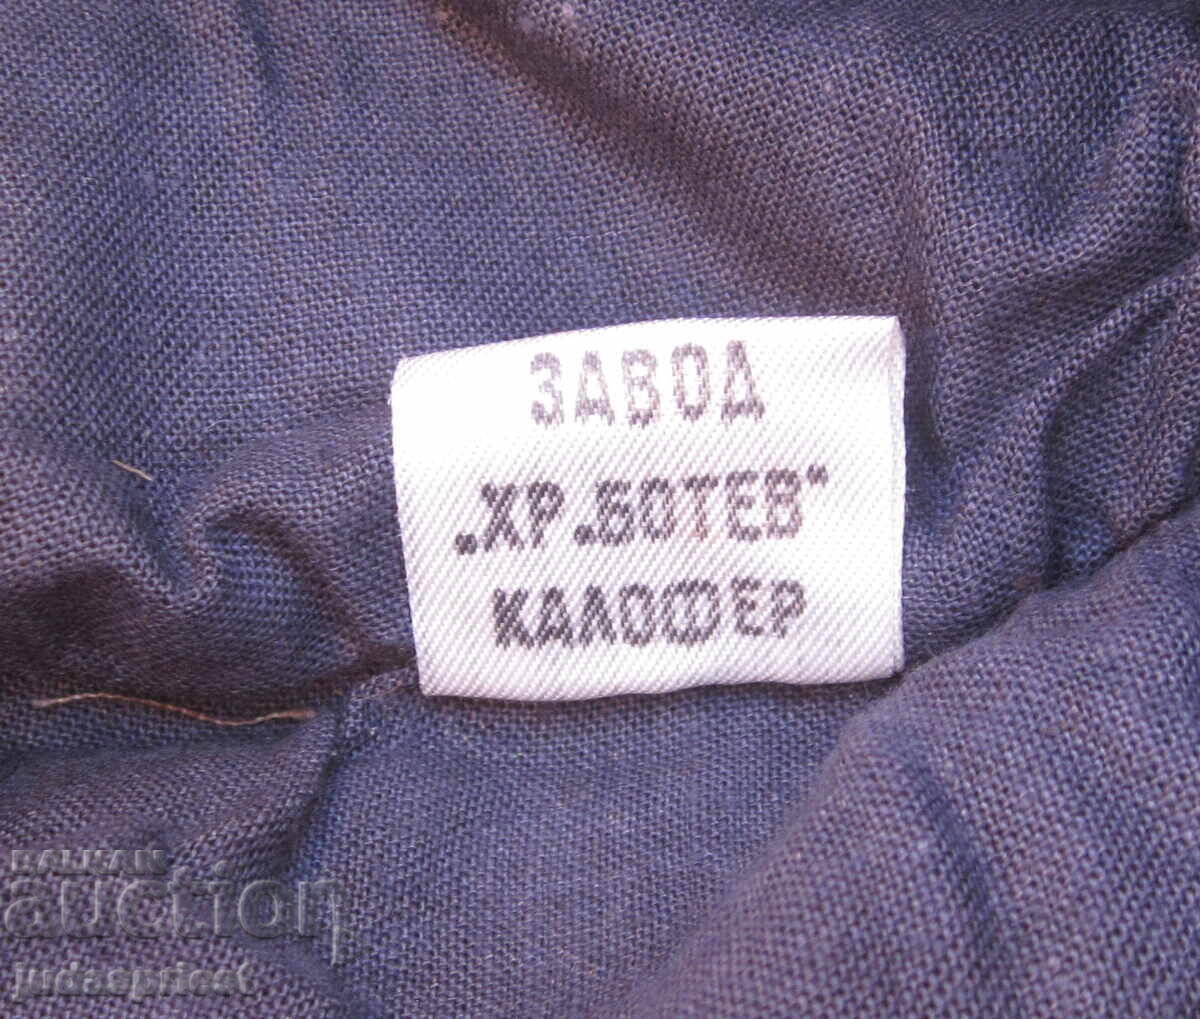 ЗАВОД
„ХР.БОТЕВ“
КАЛОФЕР
BALKAN
auction
judaspriest